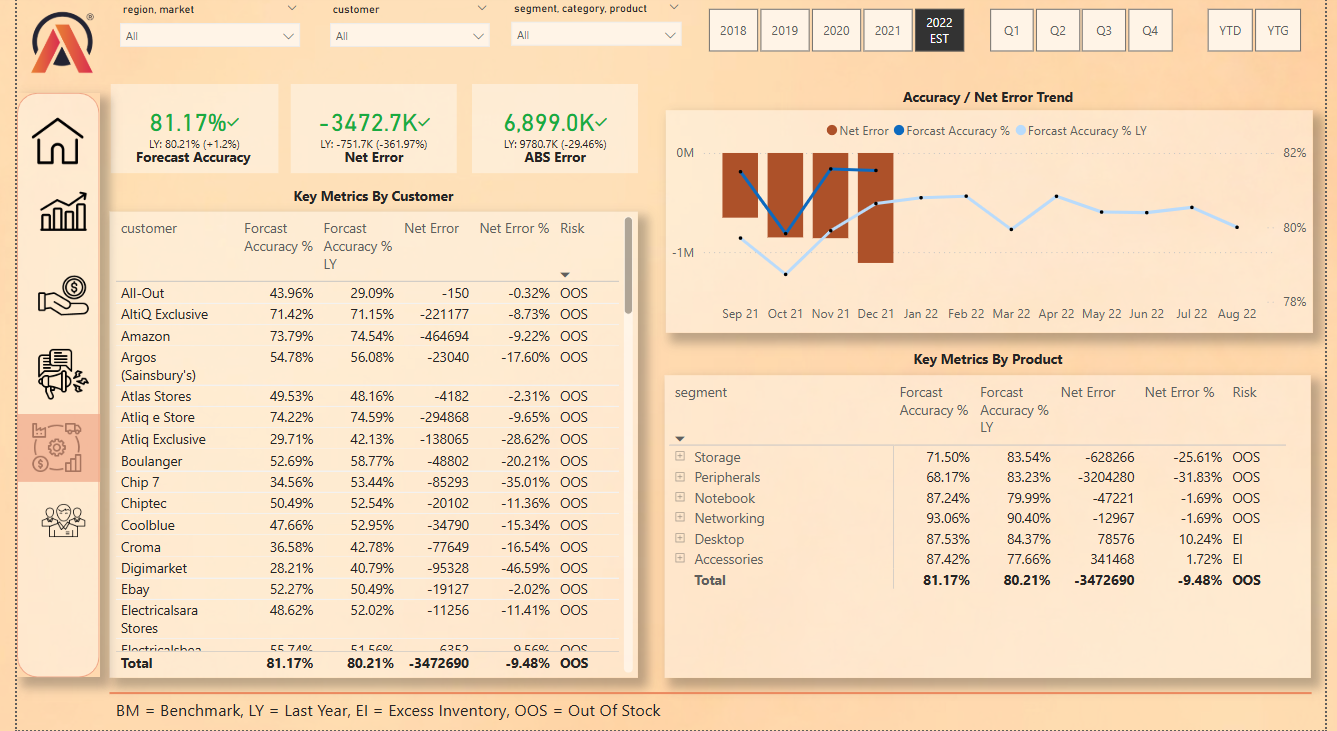 ®
region, market
All
customer
All
segment, category, product
All
2018
2019
2020
2021
2022
EST
Q1
Q2
Q3
Q4
YTD
YTG
81.17%
LY: 80.21% (+1.2%)
Forecast Accuracy
-3472.7K
LY: -751.7K (-361.97%)
Net Error
6,899.0K
LY: 9780.7K (-29.46%)
ABS Error
Accuracy / Net Error Trend
Net Error Forcast Accuracy % Forcast Accuracy % LY
0M
-1M
82%
80%
78%
Sep 21 Oct 21 Nov 21 Dec 21 Jan 22 Feb 22 Mar 22 Apr 22 May 22 Jun 22 Jul 22 Aug 22
Key Metrics By Customer
customer Forcast Accuracy % Forcast Accuracy % LY Net Error Net Error % Risk
All-Out 43.96% 29.09% -150 -0.32% OOS
AltiQ Exclusive 71.42% 71.15% -221177 -8.73% OOS
Amazon 73.79% 74.54% -464694 -9.22% OOS
Argos 54.78% 56.08% -23040 -17.60% OOS
(Sainsbury's)
Atlas Stores 49.53% 48.16% -4182 -2.31% OOS
Atliq e Store 74.22% 74.59% -294868 -9.65% OOS
Atliq Exclusive 29.71% 42.13% -138065 -28.62% OOS
Boulanger 52.69% 58.77% -48802 -20.21% OOS
Chip 7 34.56% 53.44% -85293 -35.01% OOS
Chiptec 50.49% 52.54% -20102 -11.36% OOS
Coolblue 47.66% 52.95% -34790 -15.34% OOS
Croma 36.58% 42.78% -77649 -16.54% OOS
Digimarket 28.21% 40.79% -95328 -46.59% OOS
Ebay 52.27% 50.49% -19127 -2.02% OOS
Electricalsara 48.62% 52.02% -11256 -11.41% OOS
Stores
Total 81.17% 80.21% -3472690 -9.48% OOS
Key Metrics By Product
segment Forcast Accuracy % Forcast Accuracy % LY Net Error Net Error % Risk
Storage 71.50% 83.54% -628266 -25.61% OOS
Peripherals 68.17% 83.23% -3204280 -31.83% OOS
Notebook 87.24% 79.99% -47221 -1.69% OOS
Networking 93.06% 90.40% -12967 -1.69% OOS
Desktop 87.53% 84.37% 78576 10.24% EI
Accessories 87.42% 77.66% 341468 1.72% EI
Total 81.17% 80.21% -3472690 -9.48% OOS
BM = Benchmark, LY = Last Year, EI = Excess Inventory, OOS = Out Of Stock